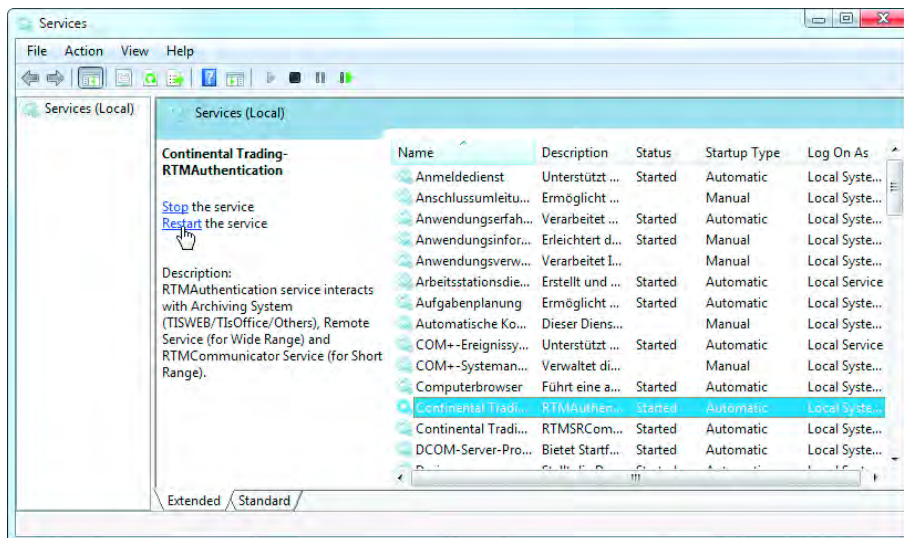 Services
File Action View Help
Services (Local)
Services (Local)
Continental Trading-
RTMAuthentication
Stop the service
Restart the service
Description:
RTMAuthentication service interacts
with Archiving System
(TISWEB/TIsOffice/Others), Remote
Service (for Wide Range) and
RTMCommunicator Service (for Short
Range).
Name Description Status Startup Type Log On As
Anmeldedienst Unterstützt ... Started Automatic Local Syste...
Anschlussumleitu... Ermöglicht ... Manual Local Syste...
Anwendungserfah... Verarbeitet ... Started Automatic Local Syste...
Anwendungsinfor... Erleichtert d... Started Manual Local Syste...
Anwendungsverw... Verarbeitet I... Manual Local Syste...
Arbeitsstationsdie... Erstellt und ... Started Automatic Local Service
Aufgabenplanung Ermöglicht ... Started Automatic Local Syste...
Automatische Ko... Dieser Diens... Manual Local Syste...
COM+-Ereignissy... Unterstützt ... Started Automatic Local Service
COM+-Systeman... Verwaltet di... Manual Local Syste...
Computerbrowser Führt eine a... Started Automatic Local Syste...
Continental Tradi... RTMAuthen... Started Automatic Local Syste...
Continental Tradi... RTMSRCom... Started Automatic Local Syste...
DCOM-Server-Pro... Bietet Startf... Started Automatic Local Syste...
Extended Standard